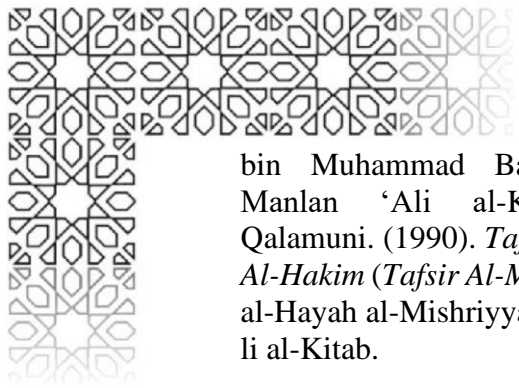 bin Muhammad Ba
Manlan ‘Ali al-K
Qalamuni. (1990). Taf
Al-Hakim (Tafsir Al-M
al-Hayah al-Mishriyya
li al-Kitab.